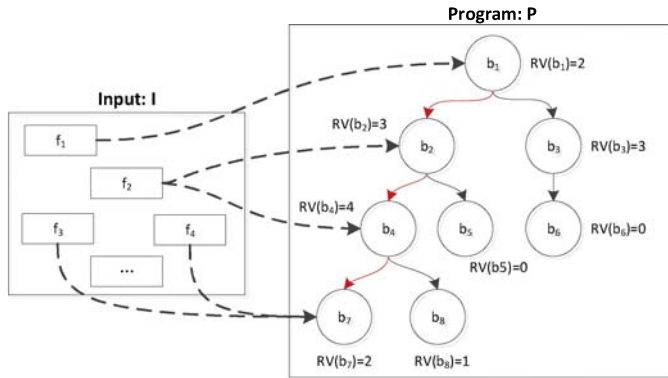 Program: P
b1
RV(b1)=2
Input: I
f1
RV(b2)=3
b2
b3
RV(b3)=3
f2
RV(b4)=4
f3
f4
b4
b5
b6
RV(b6)=0
RV(b5)=0
...
b7
b8
RV(b7)=2
RV(b8)=1